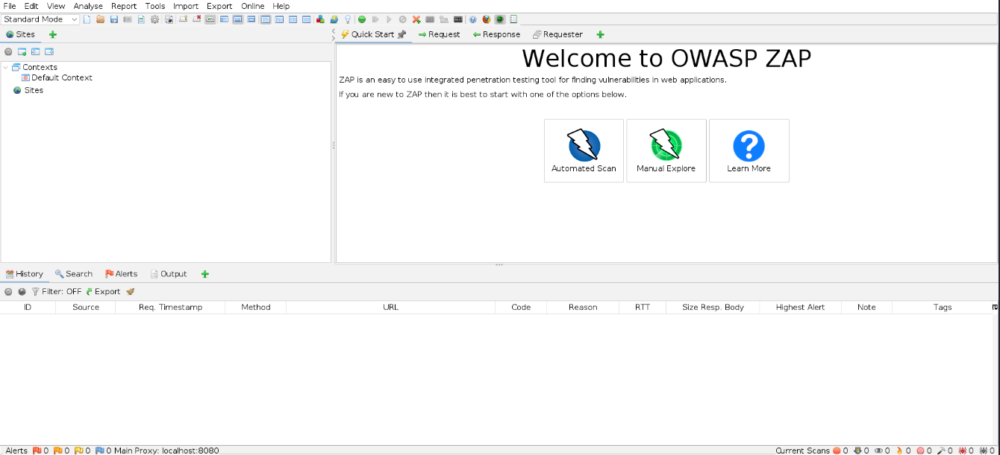 File Edit View Analyse Report Tools Import Export Online Help
Standard Mode
Sites
Quick Start Request Response Requester
Contexts
Default Context
Sites
Welcome to OWASP ZAP
ZAP is an easy to use integrated penetration testing tool for finding vulnerabilities in web applications.
If you are new to ZAP then it is best to start with one of the options below.
Automated Scan Manual Explore Learn More
History Search Alerts Output
Filter: OFF Export
ID Source Req. Timestamp Method URL Code Reason RTT Size Resp. Body Highest Alert Note Tags
Alerts 0 0 0 0 Main Proxy: localhost:8080 Current Scans 0 0 0 0 0 0 0 0